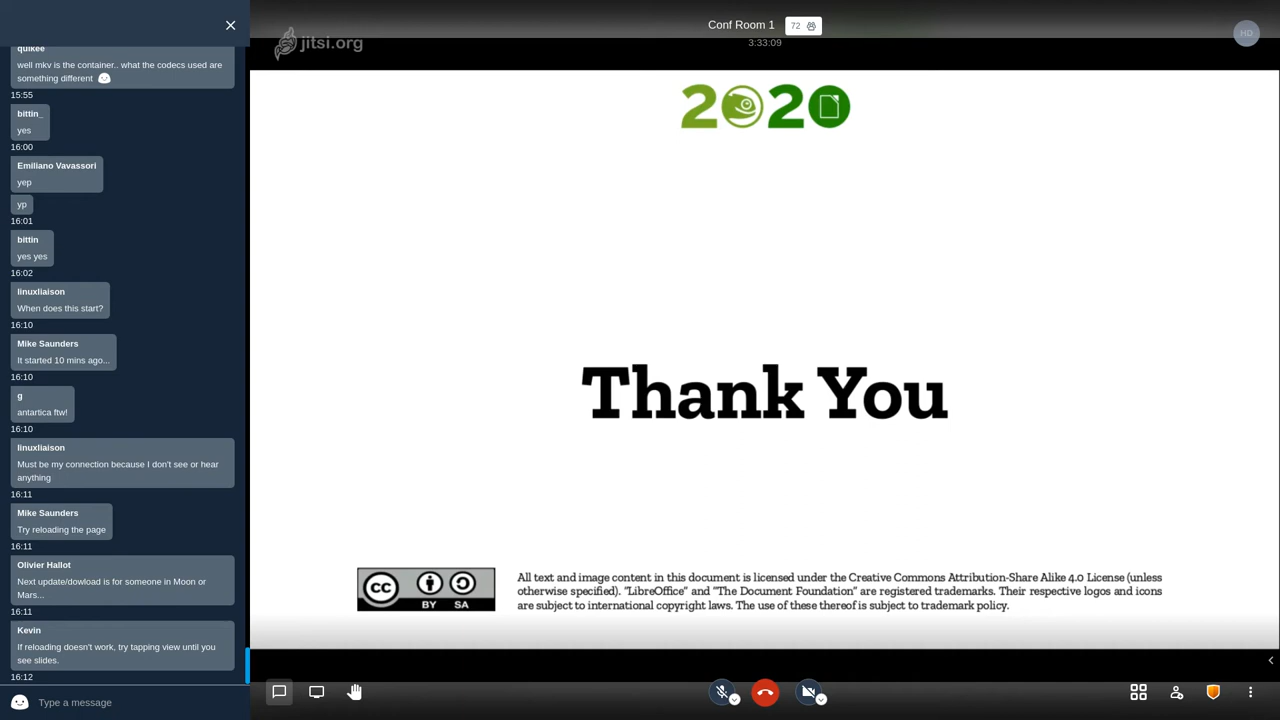 Conf Room 1
72
3:33:09
HD
jitsi.org
quikee
well mkv is the container.. what the codecs used are
something different
15:55
bittin_
yes
16:00
Emiliano Vavassori
yep
yp
16:01
bittin
yes yes
16:02
linuxliaison
When does this start?
16:10
Mike Saunders
It started 10 mins ago...
16:10
g
antartica ftw!
16:10
linuxliaison
Must be my connection because I don't see or hear
anything
16:11
Mike Saunders
Try reloading the page
16:11
Olivier Hallot
Next update/dowload is for someone in Moon or
Mars...
16:11
Kevin
If reloading doesn't work, try tapping view until you
see slides.
16:12
Type a message
2020
Thank You
CC
BY SA
All text and image content in this document is licensed under the Creative Commons Attribution-Share Alike 4.0 License (unless
otherwise specified). "LibreOffice" and "The Document Foundation" are registered trademarks. Their respective logos and icons
are subject to international copyright laws. The use of these thereof is subject to trademark policy.